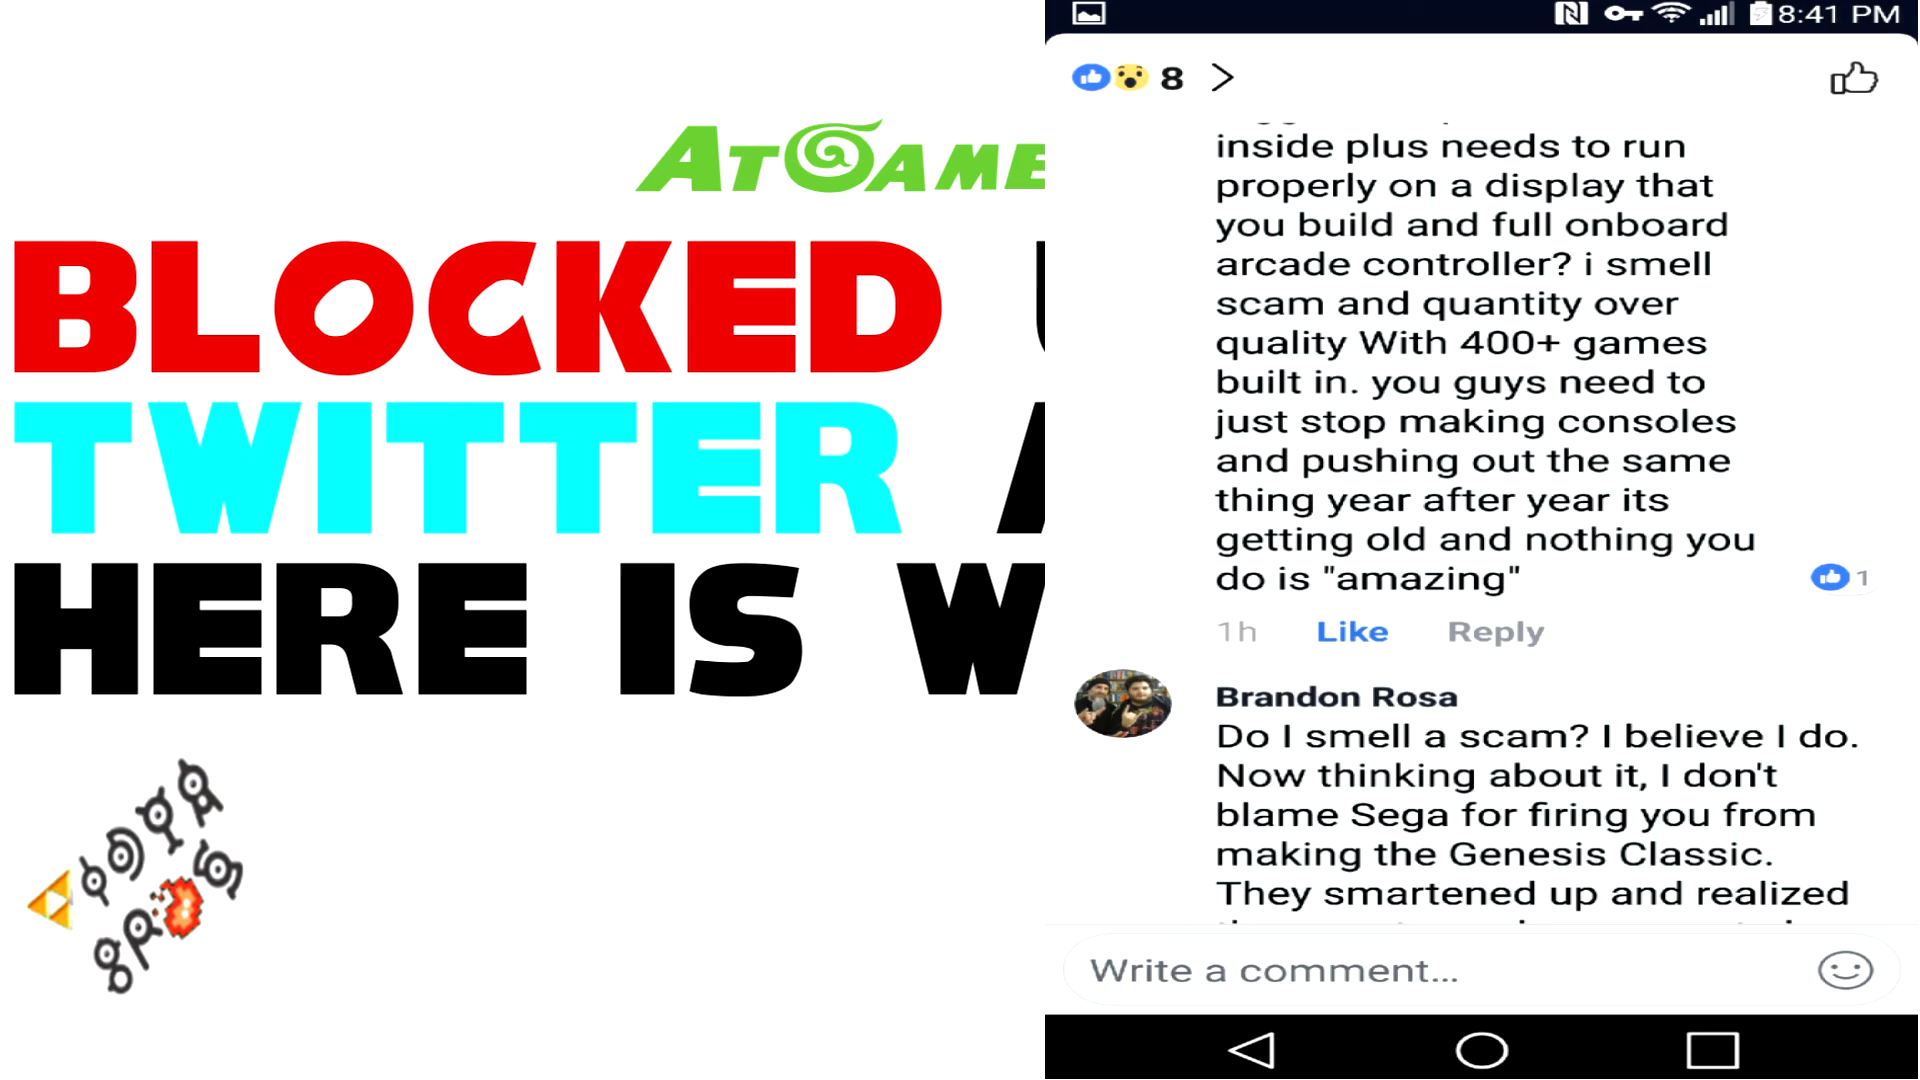 ATGAME
BLOCKED
TWITTER
HERE IS W
8:41 PM
8
inside plus needs to run
properly on a display that
you build and full onboard
arcade controller? i smell
scam and quantity over
quality With 400+ games
built in. you guys need to
just stop making consoles
and pushing out the same
thing year after year its
getting old and nothing you
do is "amazing"
1
1h Like Reply
Brandon Rosa
Do I smell a scam? I believe I do.
Now thinking about it, I don't
blame Sega for firing you from
making the Genesis Classic.
They smartened up and realized
Write a comment...